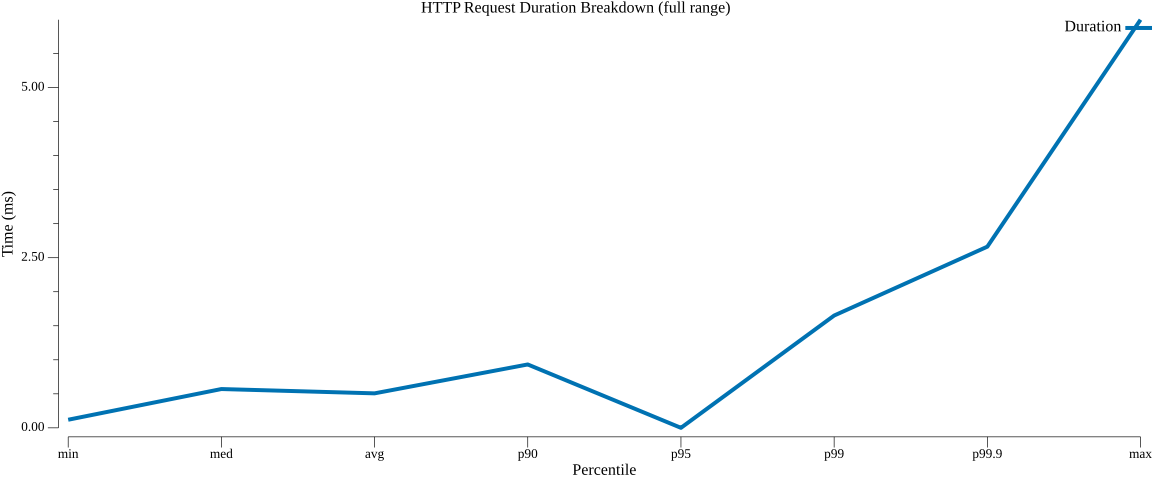 HTTP Request Duration Breakdown (full range)
Duration
5.00
2.50
0.00
Time (ms)
min med avg p90 p95 p99 p99.9 max
Percentile